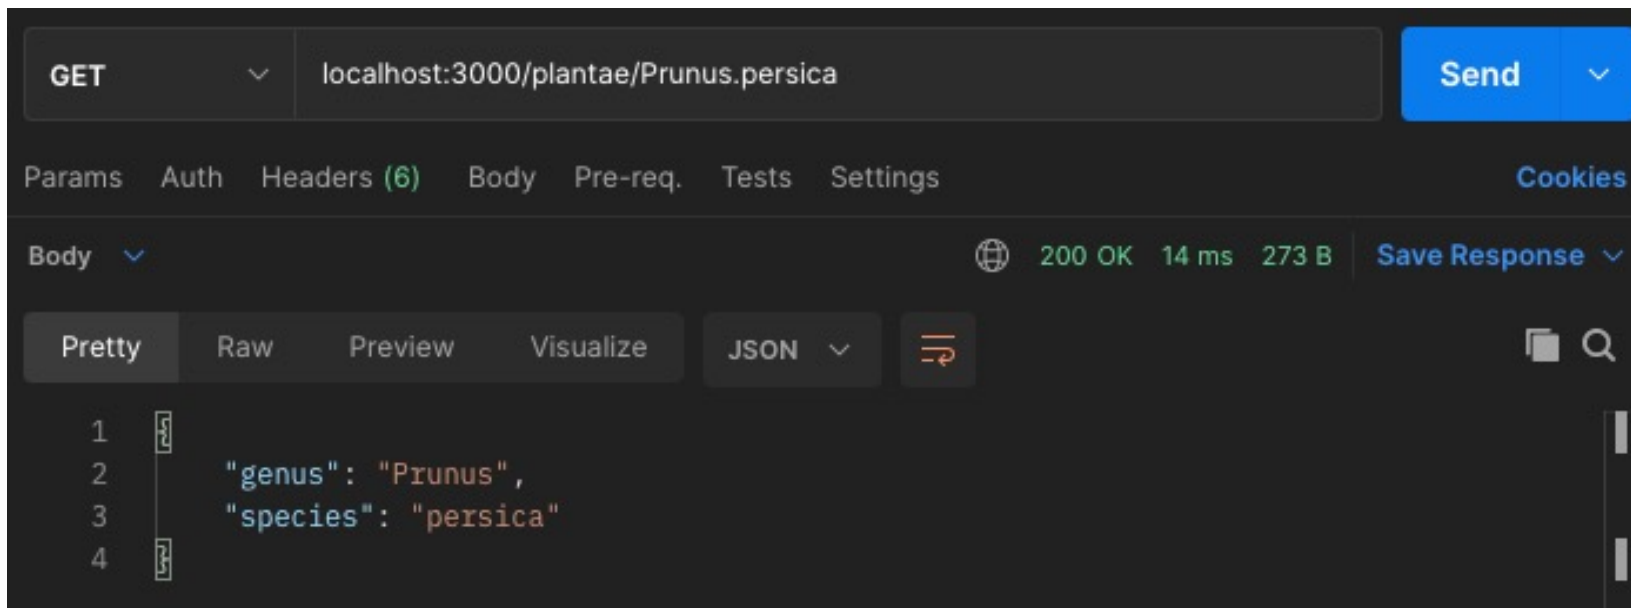 GET localhost:3000/plantae/Prunus.persica Send
Params Auth Headers (6) Body Pre-req. Tests Settings Cookies
Body 200 OK 14 ms 273 B Save Response
Pretty Raw Preview Visualize JSON
1 {
2 "genus": "Prunus",
3 "species": "persica"
4 }